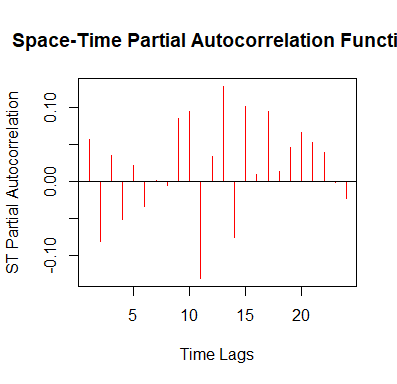 Space-Time Partial Autocorrelation Functi
ST Partial Autocorrelation
0.10
0.00
-0.10
5 10 15 20
Time Lags